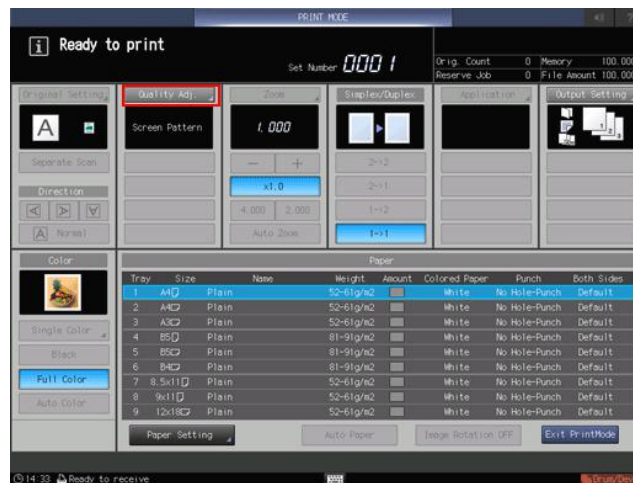 PRINT MODE
Ready to print
Set Number 0001
Orig. Count 0 Memory 100.00
Reserve Job 0 File Amount 100.00
Original Setting
Quality Adj.
Zoom
Simplex/Duplex
Application
Output Setting
A
Screen Pattern
1.000
Separate Scan
- +
2->2
Direction
x1.0
2->1
4.000 2.000
1->2
A Normal
Auto Zoom
1->1
Color
Paper
Tray Size Name Weight Amount Colored Paper Punch Both Sides
1 A4 Plain 52-61g/m2 White No Hole-Punch Default
2 A4 Plain 52-61g/m2 White No Hole-Punch Default
3 A3 Plain 52-61g/m2 White No Hole-Punch Default
4 B5 Plain 81-91g/m2 White No Hole-Punch Default
5 B5 Plain 81-91g/m2 White No Hole-Punch Default
6 B4 Plain 81-91g/m2 White No Hole-Punch Default
7 8.5x11 Plain 52-61g/m2 White No Hole-Punch Default
8 9x11 Plain 52-61g/m2 White No Hole-Punch Default
9 12x18 Plain 52-61g/m2 White No Hole-Punch Default
Single Color
Black
Full Color
Auto Color
Paper Setting
Auto Paper
Image Rotation OFF
Exit PrintMode
14:33 Ready to receive
Drum/Dev